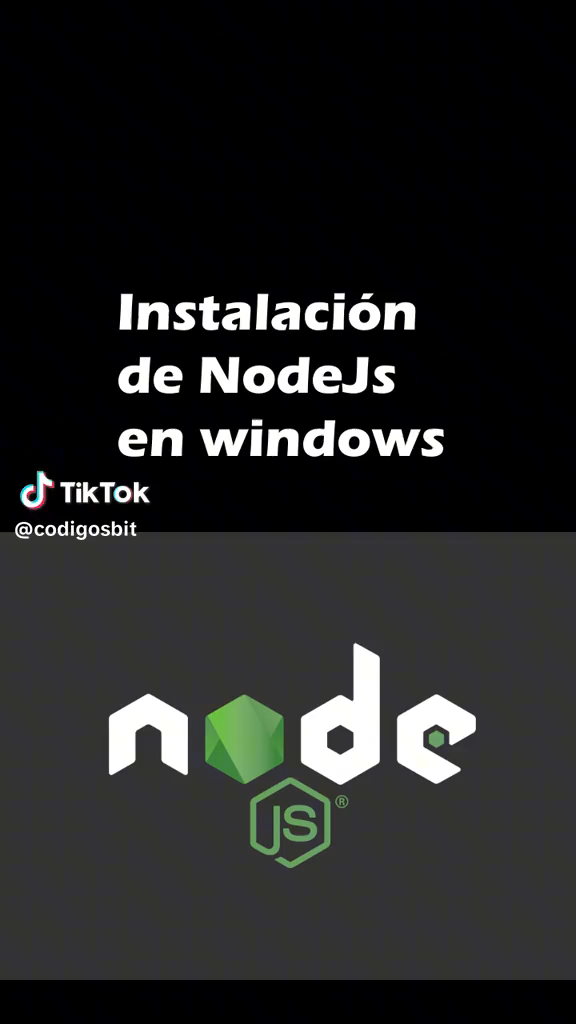 Instalación
de NodeJs
en windows
TikTok
@codigosbit
node
JS®